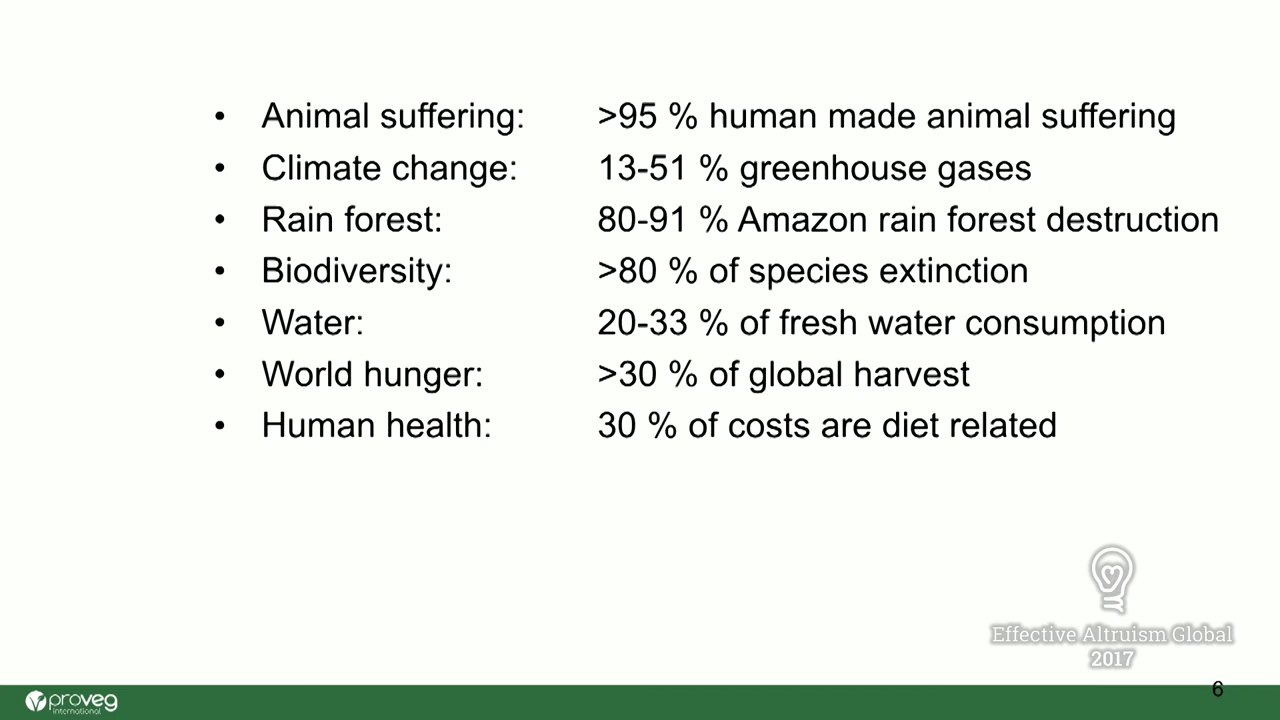 • Animal suffering: >95 % human made animal suffering
• Climate change: 13-51 % greenhouse gases
• Rain forest: 80-91 % Amazon rain forest destruction
• Biodiversity: >80 % of species extinction
• Water: 20-33 % of fresh water consumption
• World hunger: >30 % of global harvest
• Human health: 30 % of costs are diet related
Effective Altruism Global
2017
6
proveg
international